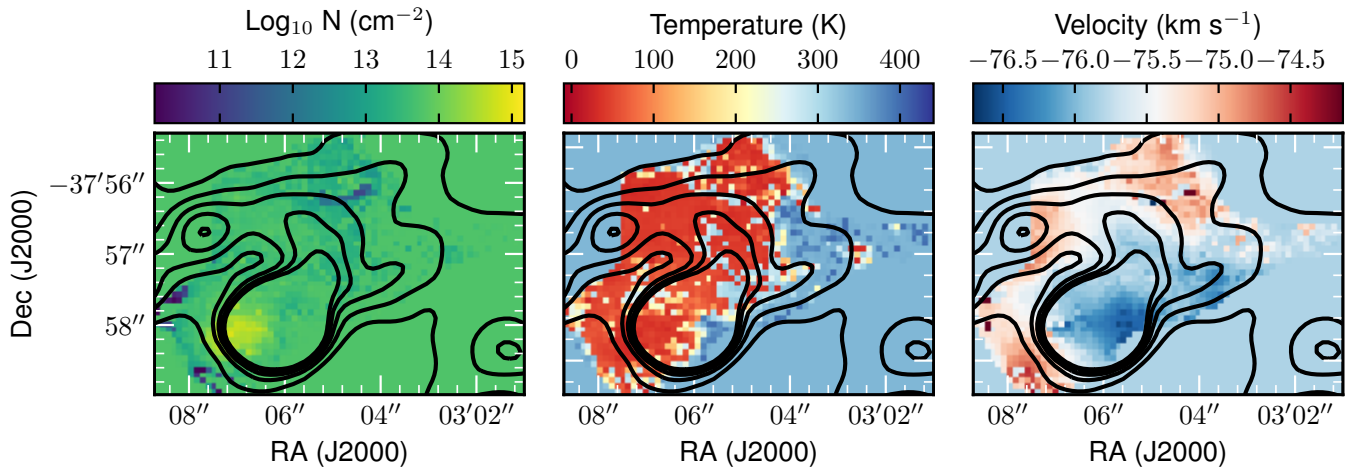 Log₁₀ N (cm⁻²) Temperature (K) Velocity (km s⁻¹)
11 12 13 14 15 0 100 200 300 400 −76.5 −76.0 −75.5 −75.0 −74.5
−37′56″
57″
58″
Dec (J2000)
08″ 06″ 04″ 03′02″ 08″ 06″ 04″ 03′02″ 08″ 06″ 04″ 03′02″
RA (J2000) RA (J2000) RA (J2000)